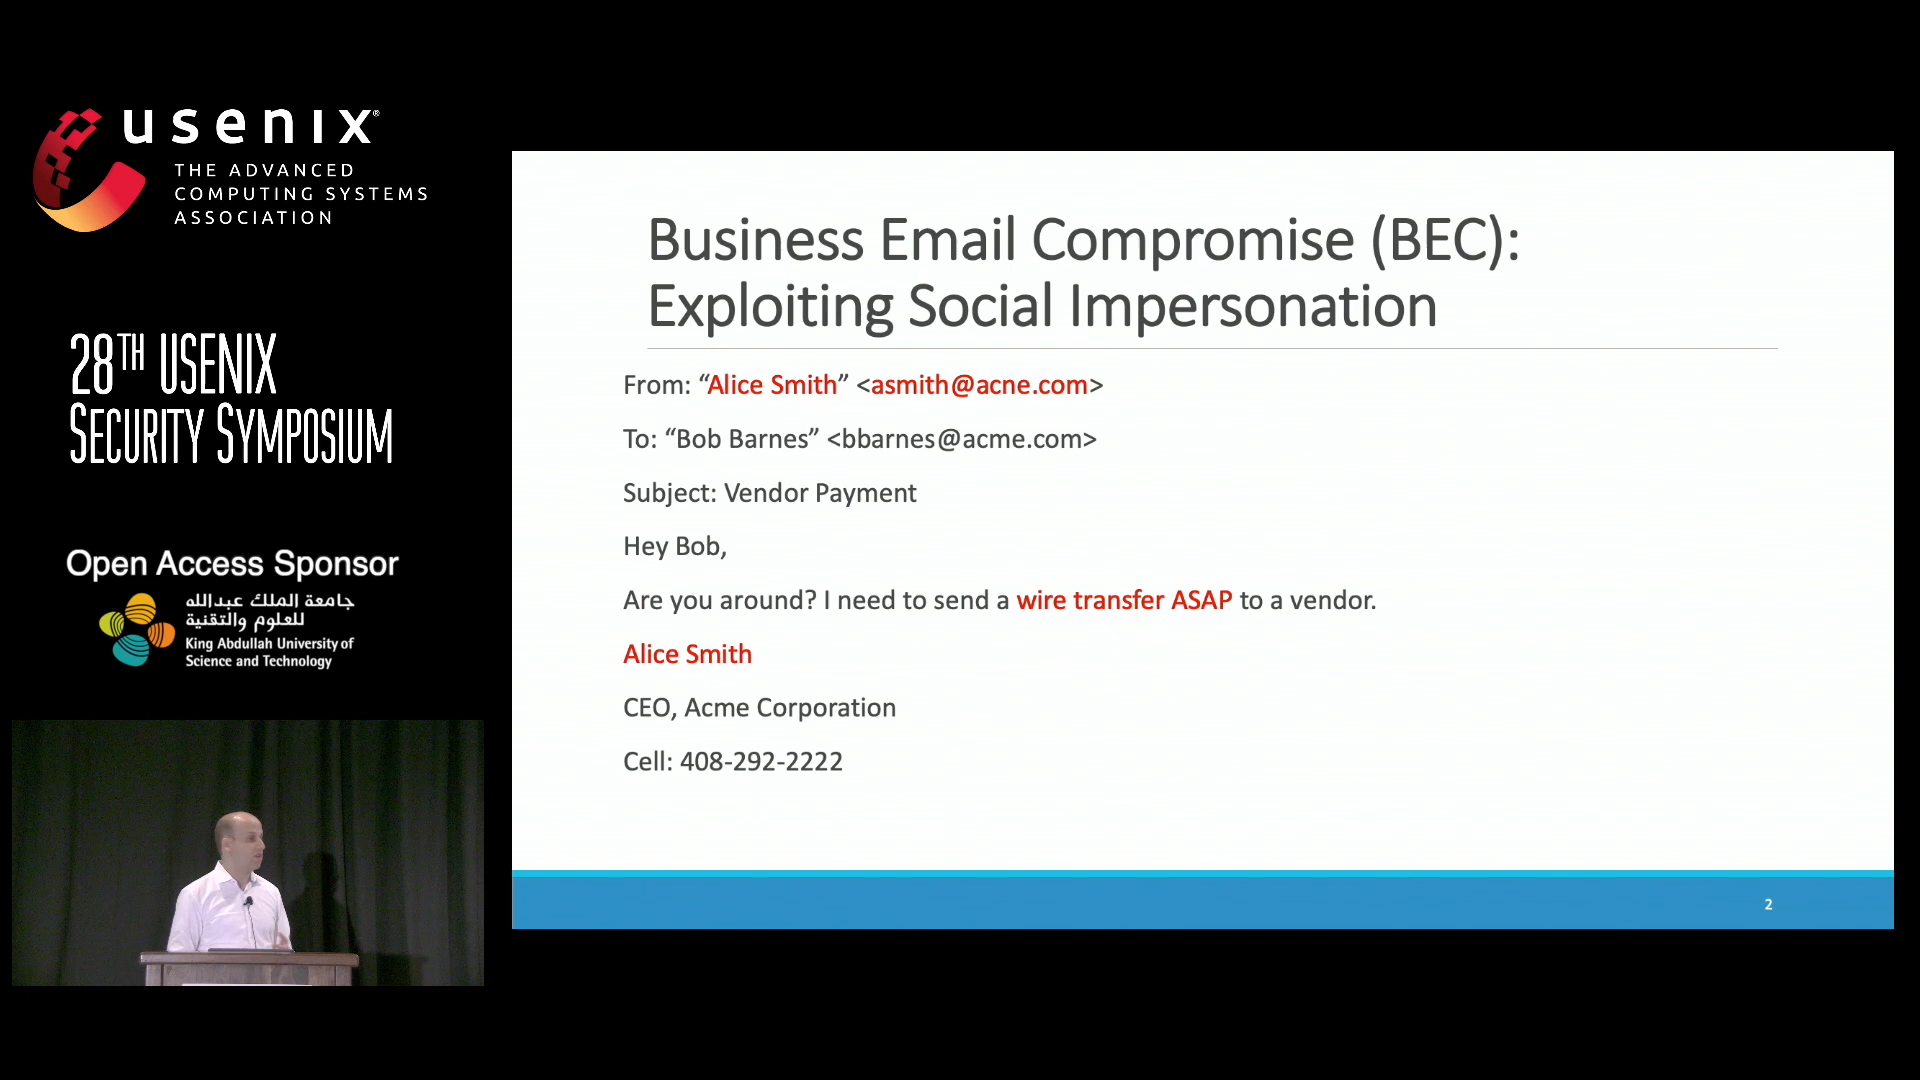 usenix®
THE ADVANCED
COMPUTING SYSTEMS
ASSOCIATION
28TH USENIX
SECURITY SYMPOSIUM
Open Access Sponsor
جامعة الملك عبدالله
للعلوم والتقنية
King Abdullah University of
Science and Technology
Business Email Compromise (BEC):
Exploiting Social Impersonation
From: “Alice Smith” <asmith@acne.com>
To: “Bob Barnes” <bbarnes@acme.com>
Subject: Vendor Payment
Hey Bob,
Are you around? I need to send a wire transfer ASAP to a vendor.
Alice Smith
CEO, Acme Corporation
Cell: 408-292-2222
2